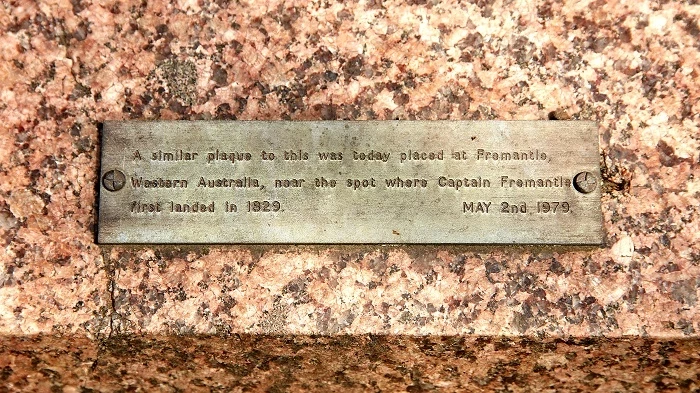 A similar plaque to this was today placed at Fremantle,
Western Australia, near the spot where Captain Fremantle
first landed in 1829. MAY 2nd 1979.